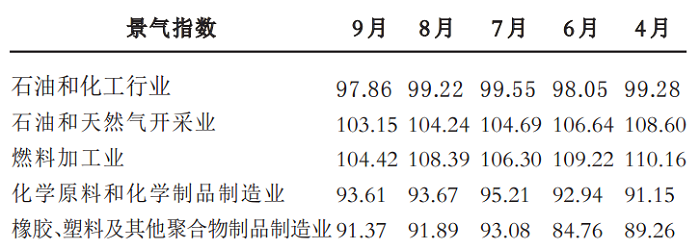 景气指数 9月 8月 7月 6月 4月
石油和化工行业 97.86 99.22 99.55 98.05 99.28
石油和天然气开采业 103.15 104.24 104.69 106.64 108.60
燃料加工业 104.42 108.39 106.30 109.22 110.16
化学原料和化学制品制造业 93.61 93.67 95.21 92.94 91.15
橡胶、塑料及其他聚合物制品制造业 91.37 91.89 93.08 84.76 89.26